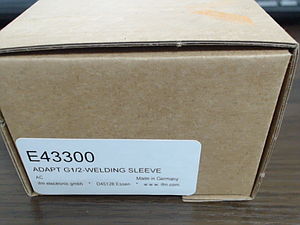 E43300
ADAPT G1/2-WELDING SLEEVE
AC Made in Germany
ifm electronic gmbh * D45128 Essen * www.ifm.com